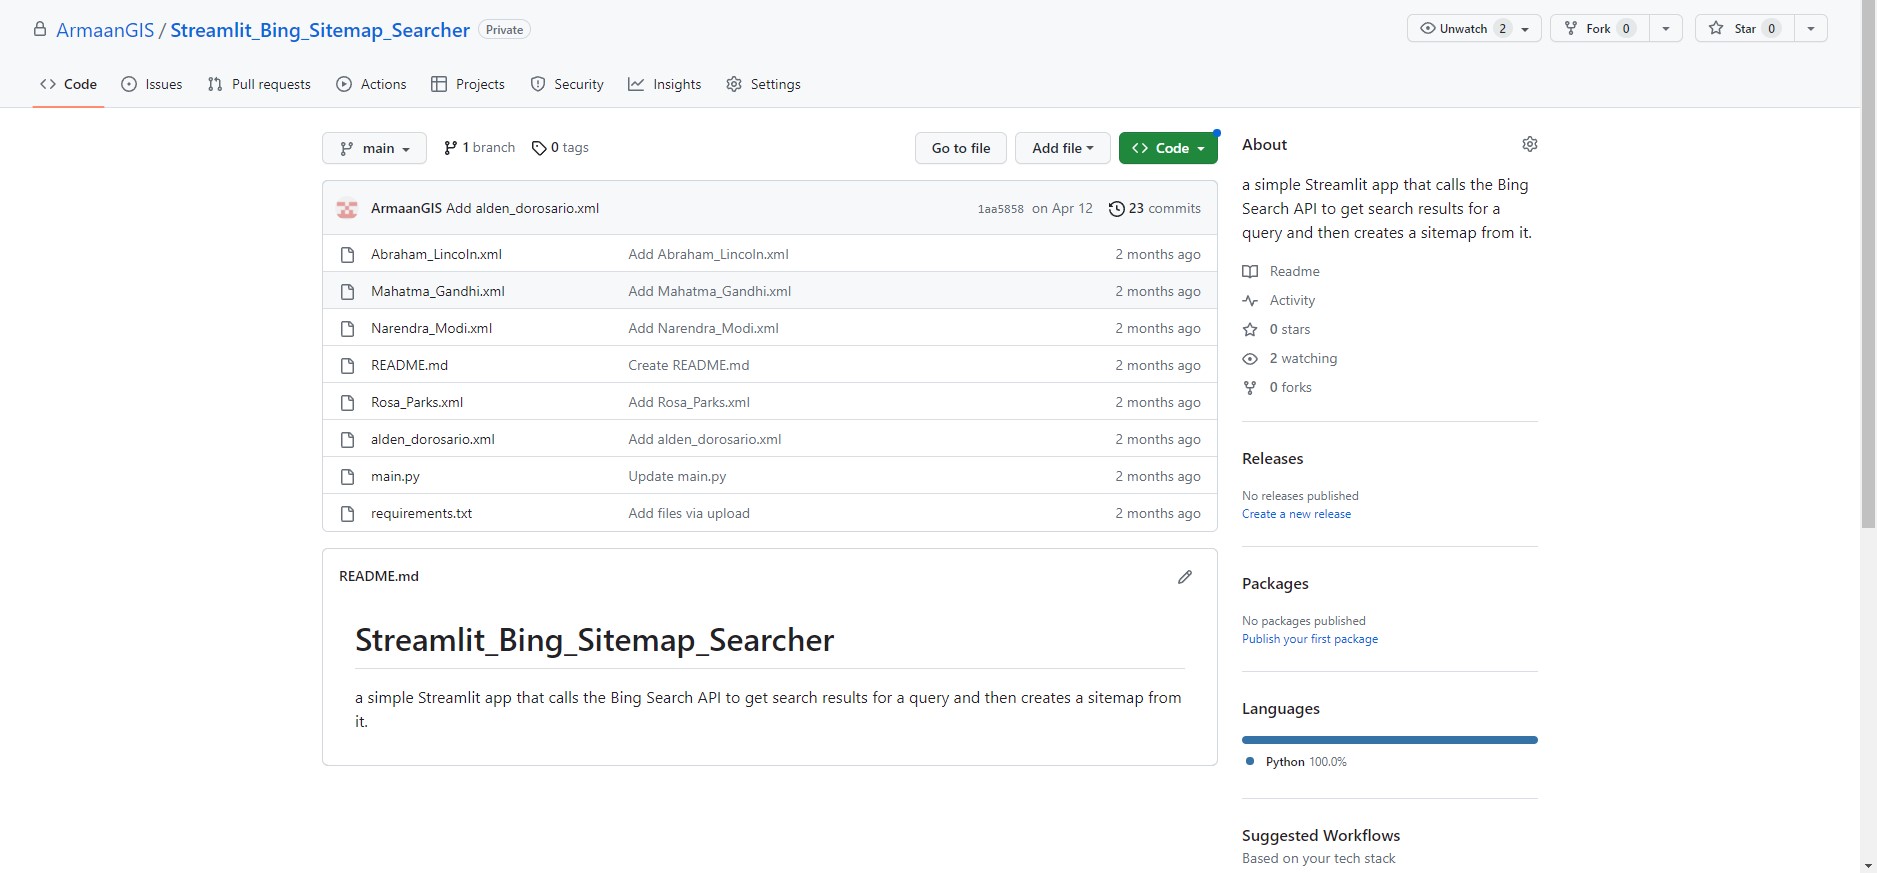 ArmaanGIS / Streamlit_Bing_Sitemap_Searcher Private
Unwatch 2 Fork 0 Star 0
Code Issues Pull requests Actions Projects Security Insights Settings
main 1 branch 0 tags Go to file Add file Code
ArmaanGIS Add alden_dorosario.xml 1aa5858 on Apr 12 23 commits
Abraham_Lincoln.xml Add Abraham_Lincoln.xml 2 months ago
Mahatma_Gandhi.xml Add Mahatma_Gandhi.xml 2 months ago
Narendra_Modi.xml Add Narendra_Modi.xml 2 months ago
README.md Create README.md 2 months ago
Rosa_Parks.xml Add Rosa_Parks.xml 2 months ago
alden_dorosario.xml Add alden_dorosario.xml 2 months ago
main.py Update main.py 2 months ago
requirements.txt Add files via upload 2 months ago
README.md
Streamlit_Bing_Sitemap_Searcher
a simple Streamlit app that calls the Bing Search API to get search results for a query and then creates a sitemap from
it.
About
a simple Streamlit app that calls the Bing
Search API to get search results for a
query and then creates a sitemap from it.
Readme
Activity
0 stars
2 watching
0 forks
Releases
No releases published
Create a new release
Packages
No packages published
Publish your first package
Languages
Python 100.0%
Suggested Workflows
Based on your tech stack